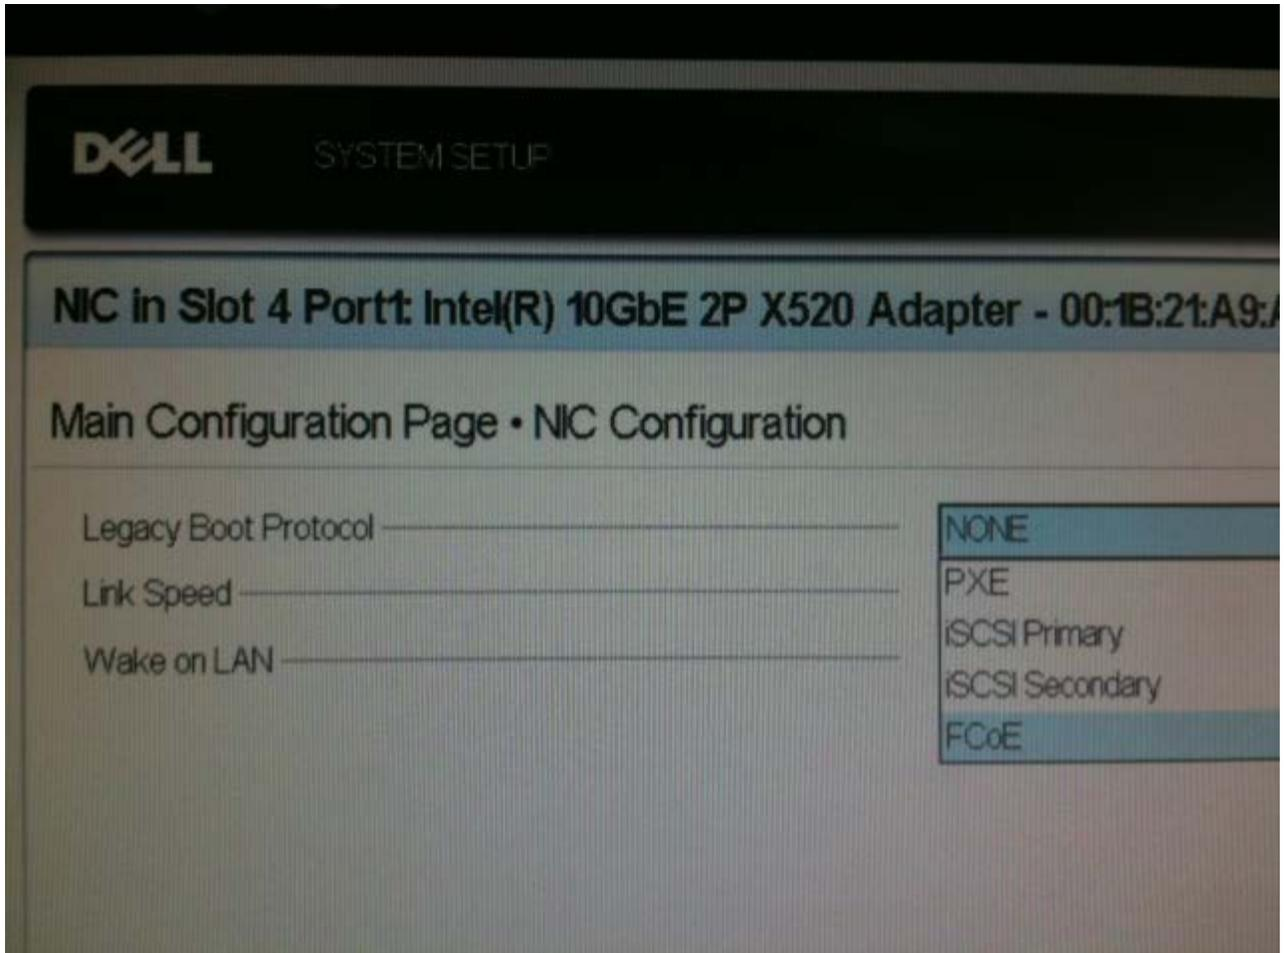 DELL SYSTEM SETUP
NIC in Slot 4 Port1: Intel(R) 10GbE 2P X520 Adapter - 00:1B:21:A9:
Main Configuration Page • NIC Configuration
Legacy Boot Protocol NONE
PXE
Link Speed
iSCSI Primary
Wake on LAN
iSCSI Secondary
FCoE